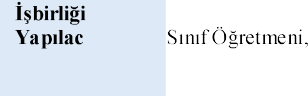 İşbirliği
Yapılac Sınıf Öğretmeni,